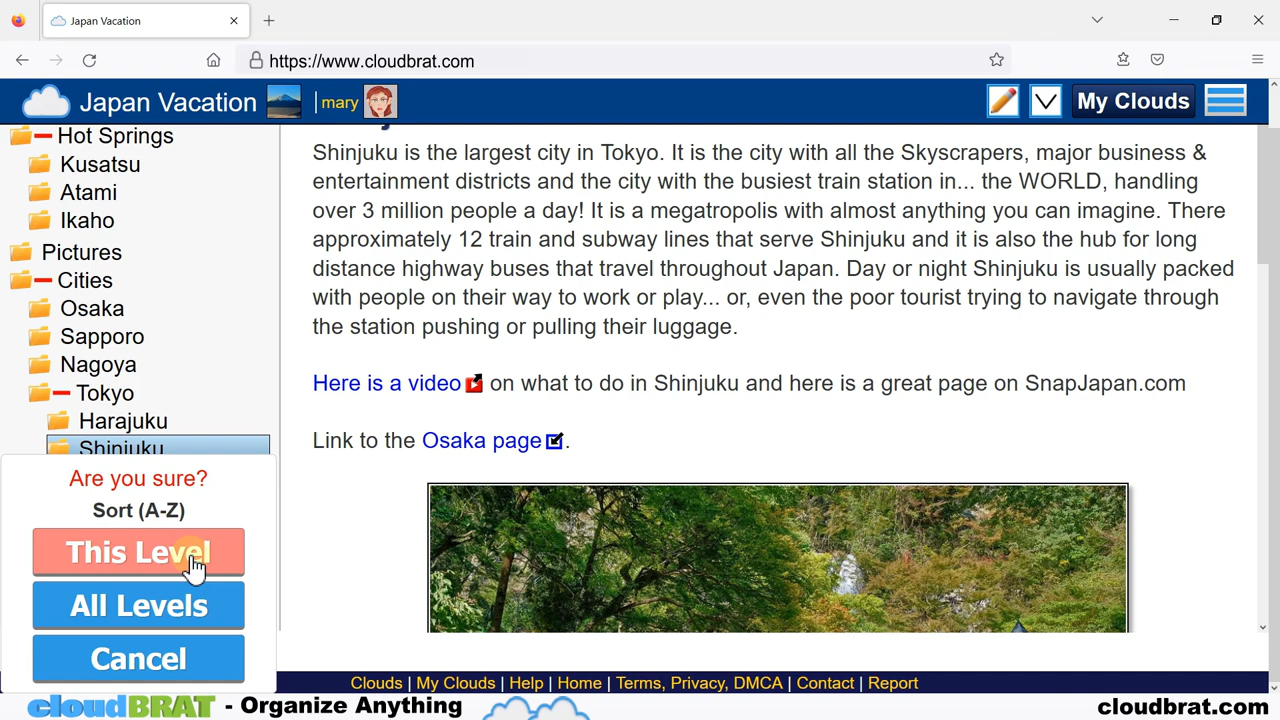 Japan Vacation
https://www.cloudbrat.com
Japan Vacation
mary
My Clouds
Hot Springs
Kusatsu
Atami
Ikaho
Pictures
Cities
Osaka
Sapporo
Nagoya
Tokyo
Harajuku
Shinjuku
Are you sure?
Sort (A-Z)
This Level
All Levels
Cancel
Shinjuku is the largest city in Tokyo. It is the city with all the Skyscrapers, major business &
entertainment districts and the city with the busiest train station in... the WORLD, handling
over 3 million people a day! It is a megatropolis with almost anything you can imagine. There
approximately 12 train and subway lines that serve Shinjuku and it is also the hub for long
distance highway buses that travel throughout Japan. Day or night Shinjuku is usually packed
with people on their way to work or play... or, even the poor tourist trying to navigate through
the station pushing or pulling their luggage.
Here is a video on what to do in Shinjuku and here is a great page on SnapJapan.com
Link to the Osaka page .
Clouds | My Clouds | Help | Home | Terms, Privacy, DMCA | Contact | Report
cloudBRAT - Organize Anything
cloudbrat.com